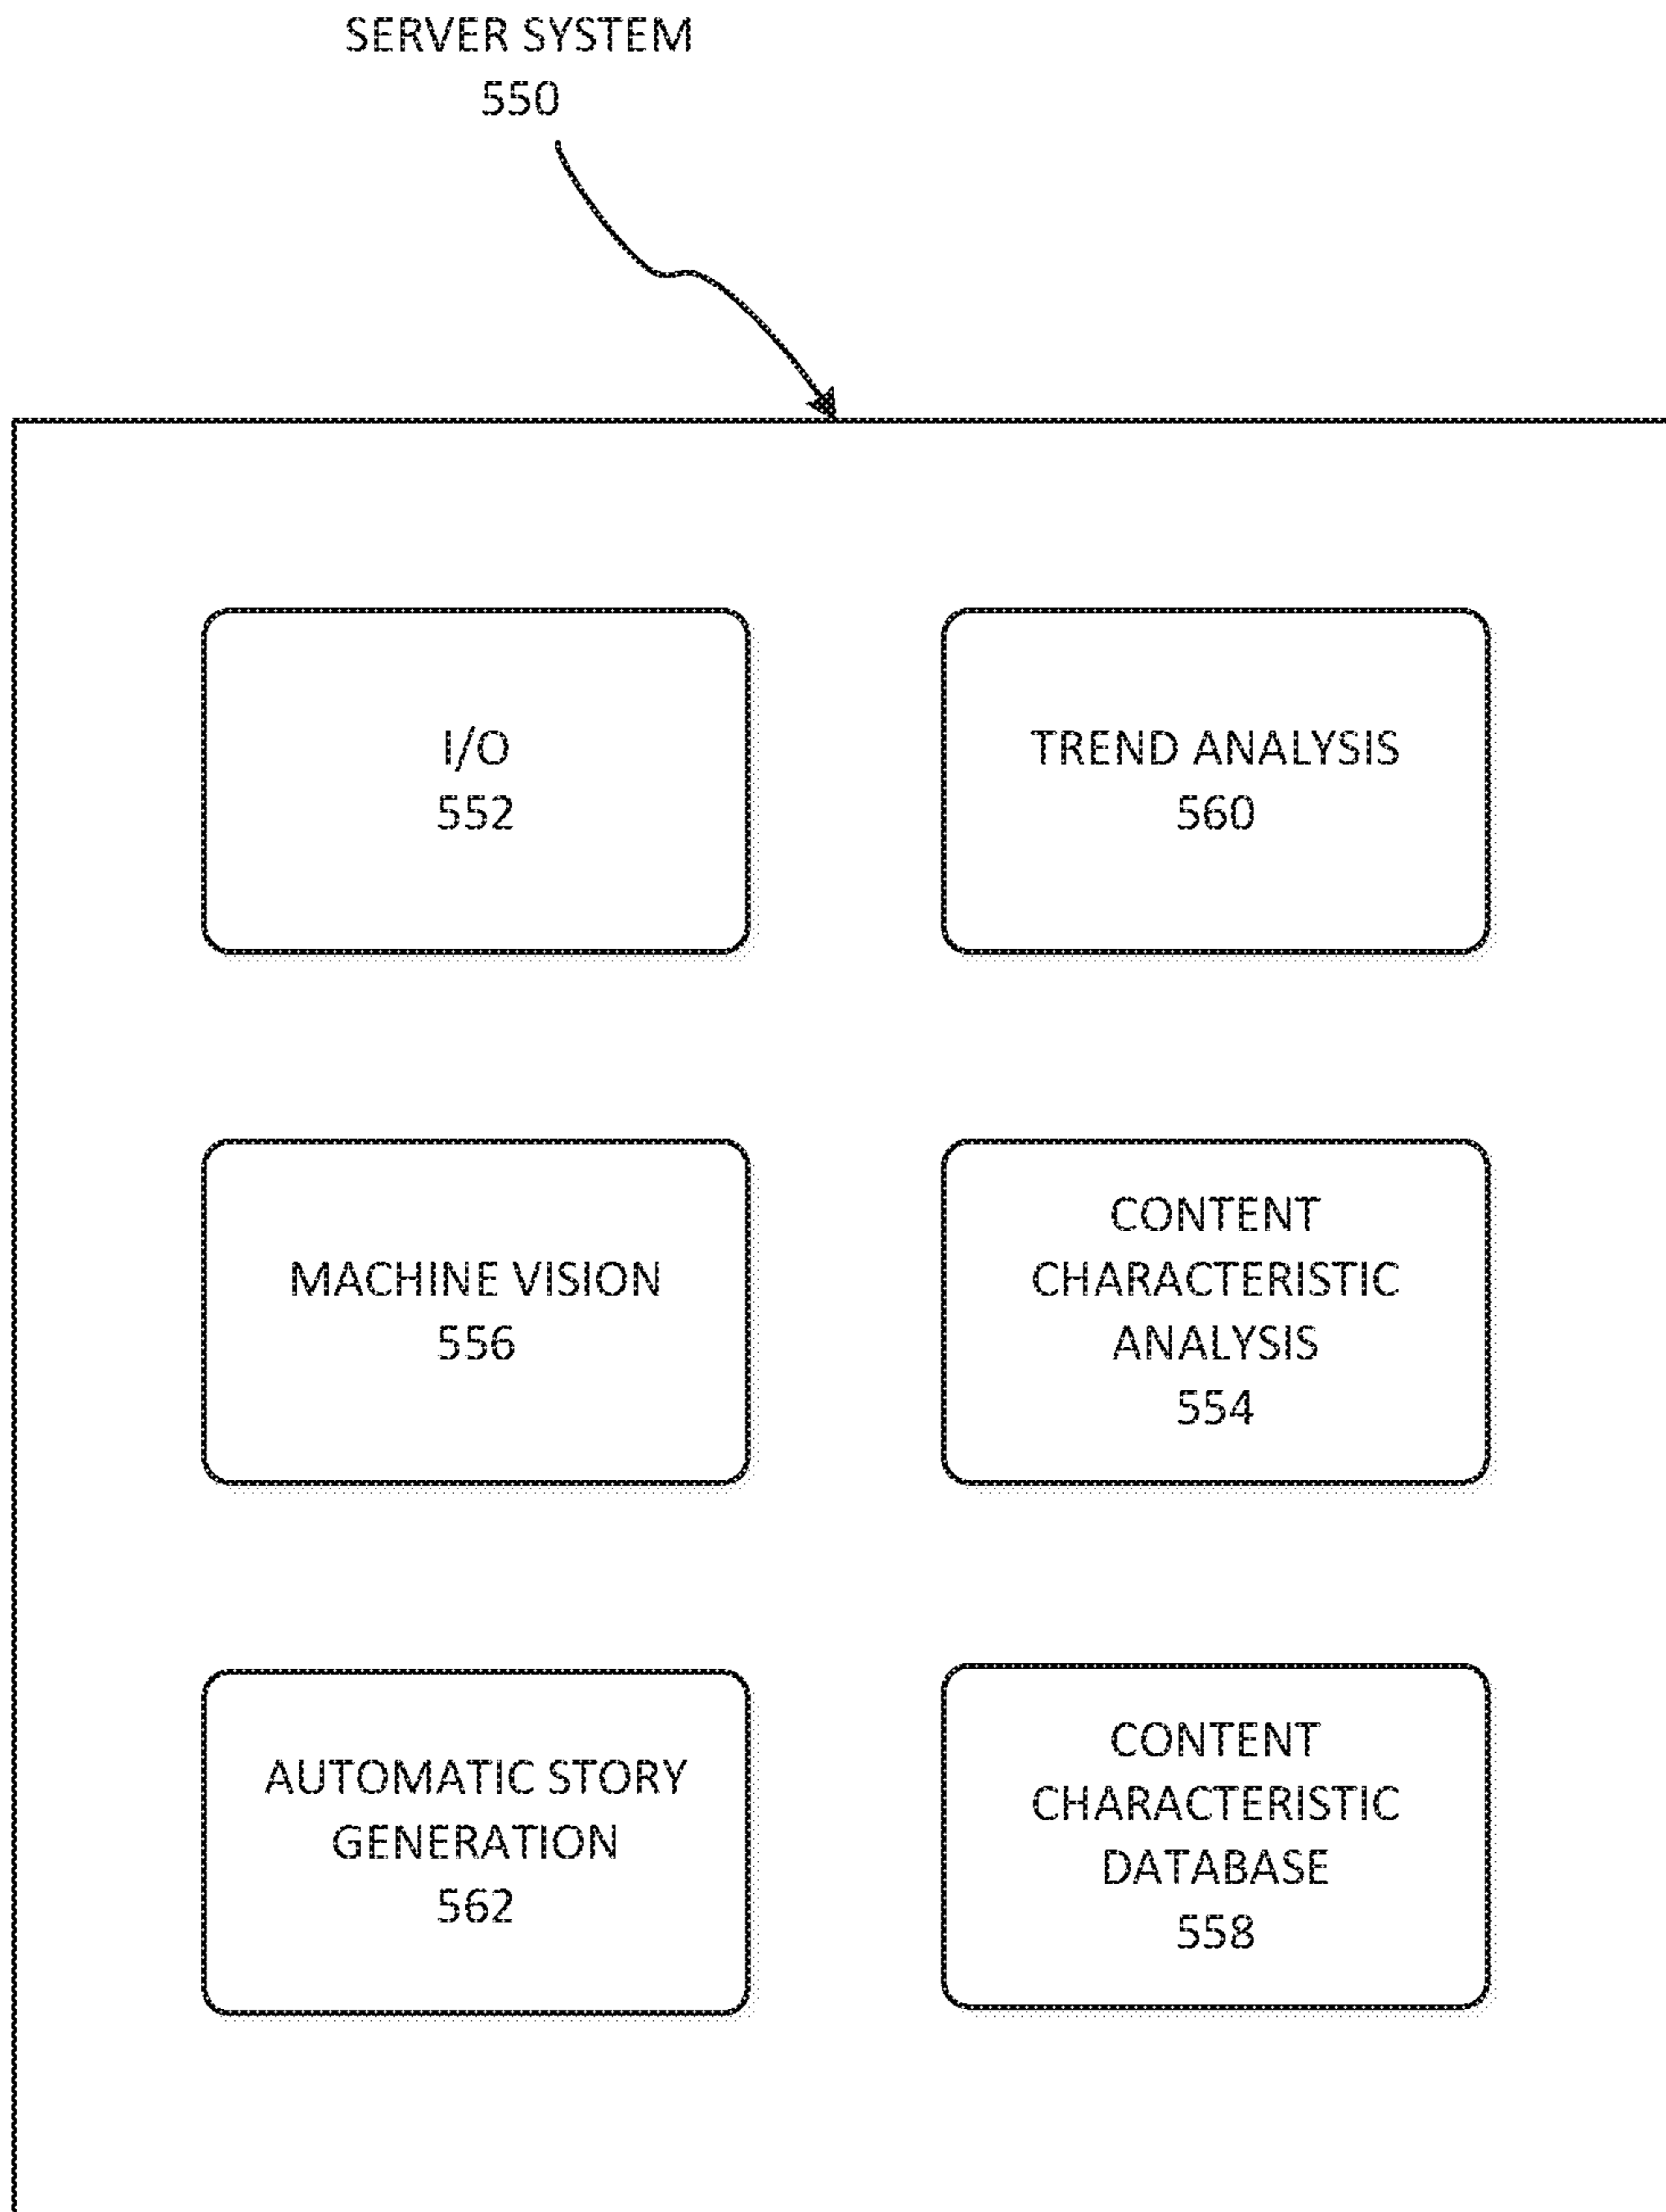 SERVER SYSTEM
550
I/O
552
TREND ANALYSIS
560
MACHINE VISION
556
CONTENT
CHARACTERISTIC
ANALYSIS
554
AUTOMATIC STORY
GENERATION
562
CONTENT
CHARACTERISTIC
DATABASE
558